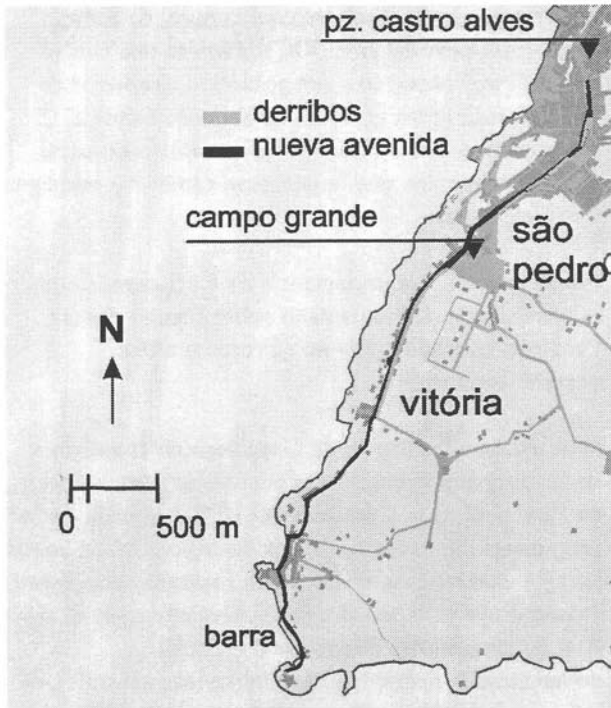 pz. castro alves
derribos
nueva avenida
campo grande
são
pedro
N
vitória
0
500 m
barra